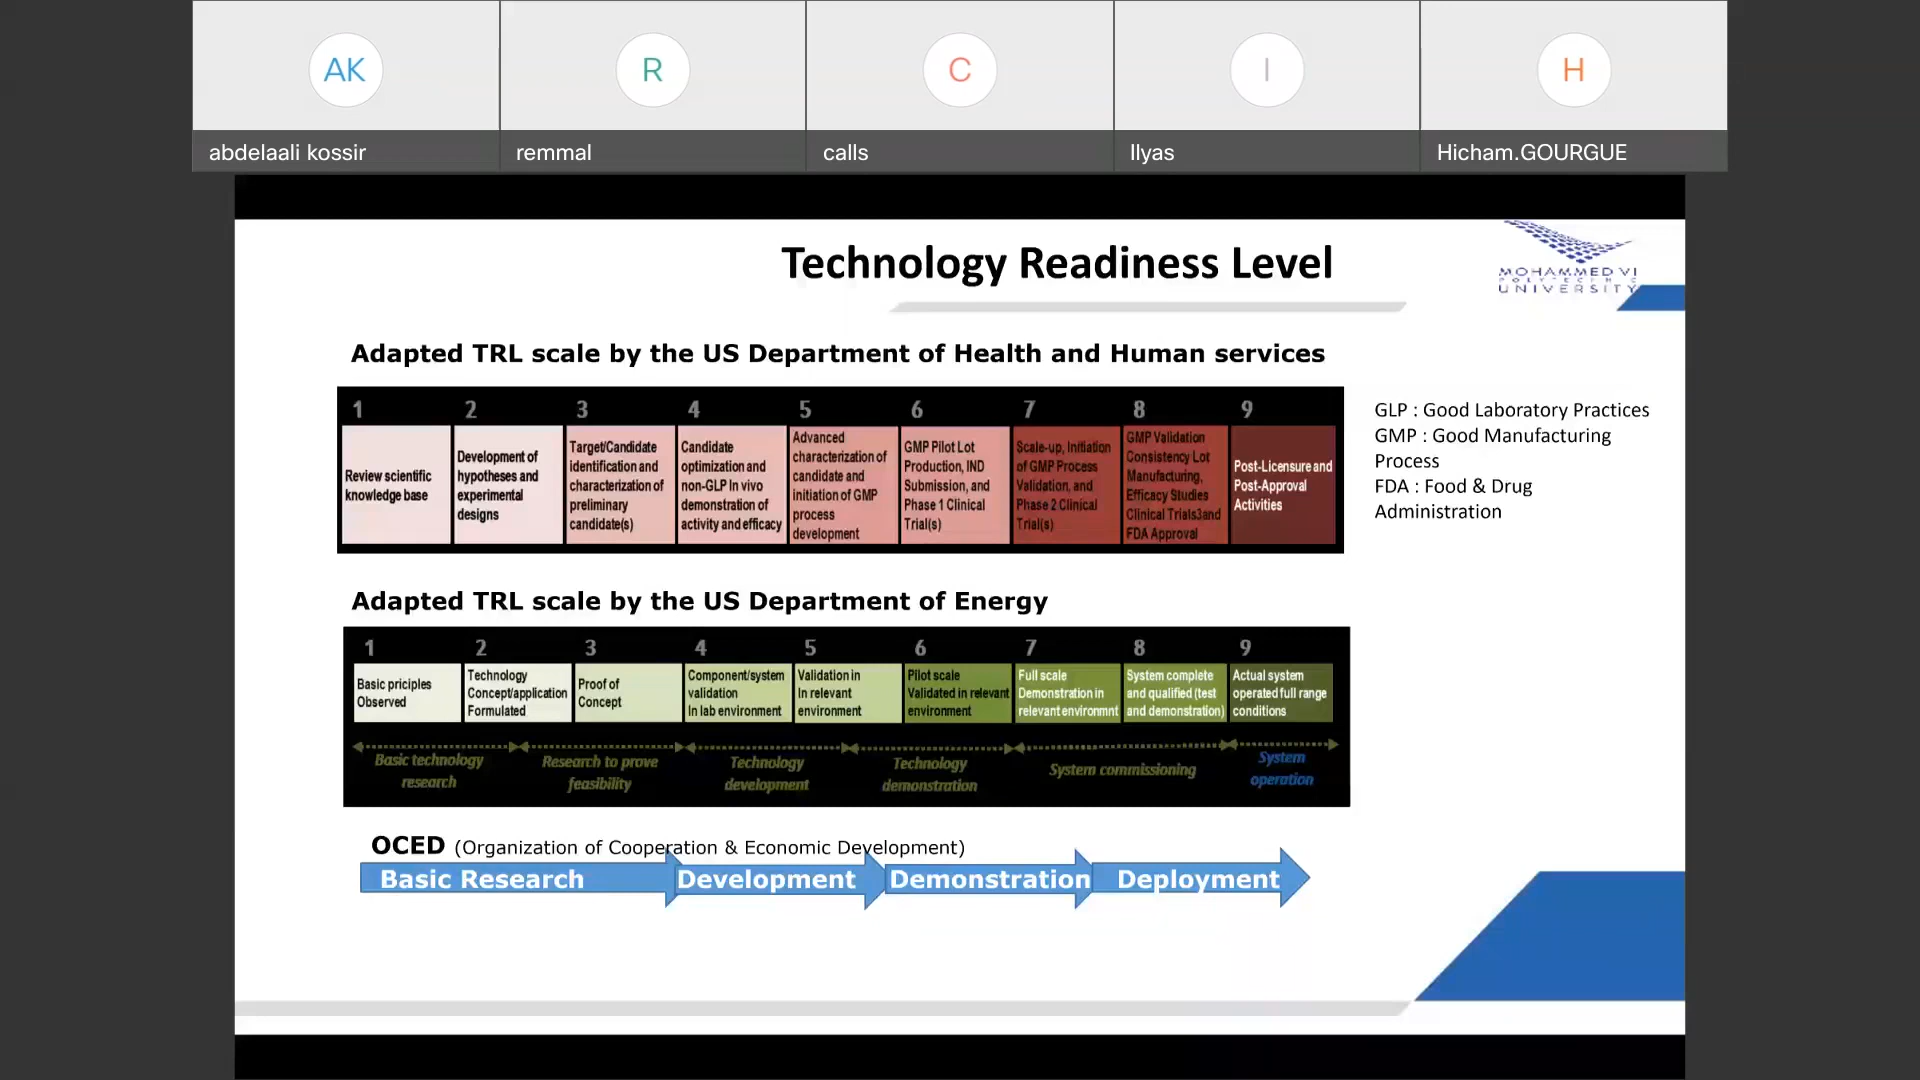 AK
R
C
I
H
abdelaali kossir
remmal
calls
Ilyas
Hicham.GOURGUE
Technology Readiness Level
MOHAMMED VI
POLYTECHNIC
UNIVERSITY
Adapted TRL scale by the US Department of Health and Human services
1 2 3 4 5 6 7 8 9
Review scientific
knowledge base
Development of
hypotheses and
experimental
designs
Target/Candidate
identification and
characterization of
preliminary
candidate(s)
Candidate
optimization and
non-GLP In vivo
demonstration of
activity and efficacy
Advanced
characterization of
candidate and
initiation of GMP
process
development
GMP Pilot Lot
Production, IND
Submission, and
Phase 1 Clinical
Trial(s)
Scale-up, Initiation
of GMP Process
Validation, and
Phase 2 Clinical
Trial(s)
GMP Validation
Consistency Lot
Manufacturing,
Efficacy Studies
Clinical Trials3and
FDA Approval
Post-Licensure and
Post-Approval
Activities
GLP : Good Laboratory Practices
GMP : Good Manufacturing
Process
FDA : Food & Drug
Administration
Adapted TRL scale by the US Department of Energy
1 2 3 4 5 6 7 8 9
Basic priciples
Observed
Technology
Concept/application
Formulated
Proof of
Concept
Component/system
validation
In lab environment
Validation in
In relevant
environment
Pilot scale
Validated in relevant
environment
Full scale
Demonstration in
relevant environmnt
System complete
and qualified (test
and demonstration)
Actual system
operated full range
conditions
Basic technology
research
Research to prove
feasibility
Technology
development
Technology
demonstration
System commissioning
System
operation
OCED (Organization of Cooperation & Economic Development)
Basic Research
Development
Demonstration
Deployment